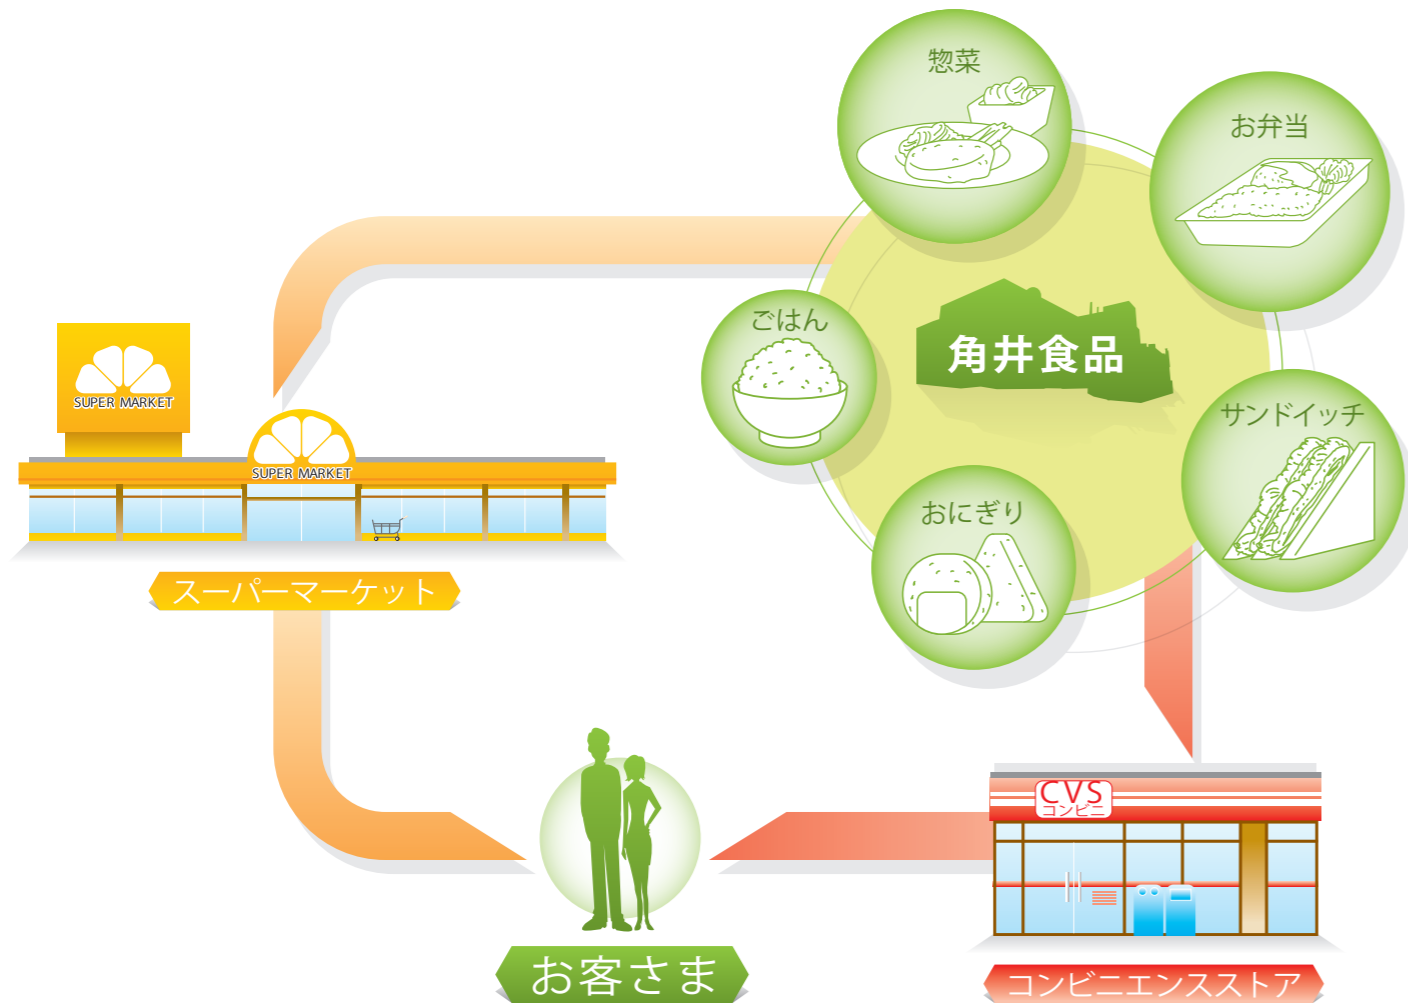 惣菜
お弁当
ごはん
角井食品
サンドイッチ
おにぎり
SUPER MARKET
SUPER MARKET
スーパーマーケット
CVS
コンビニ
お客さま
コンビニエンスストア